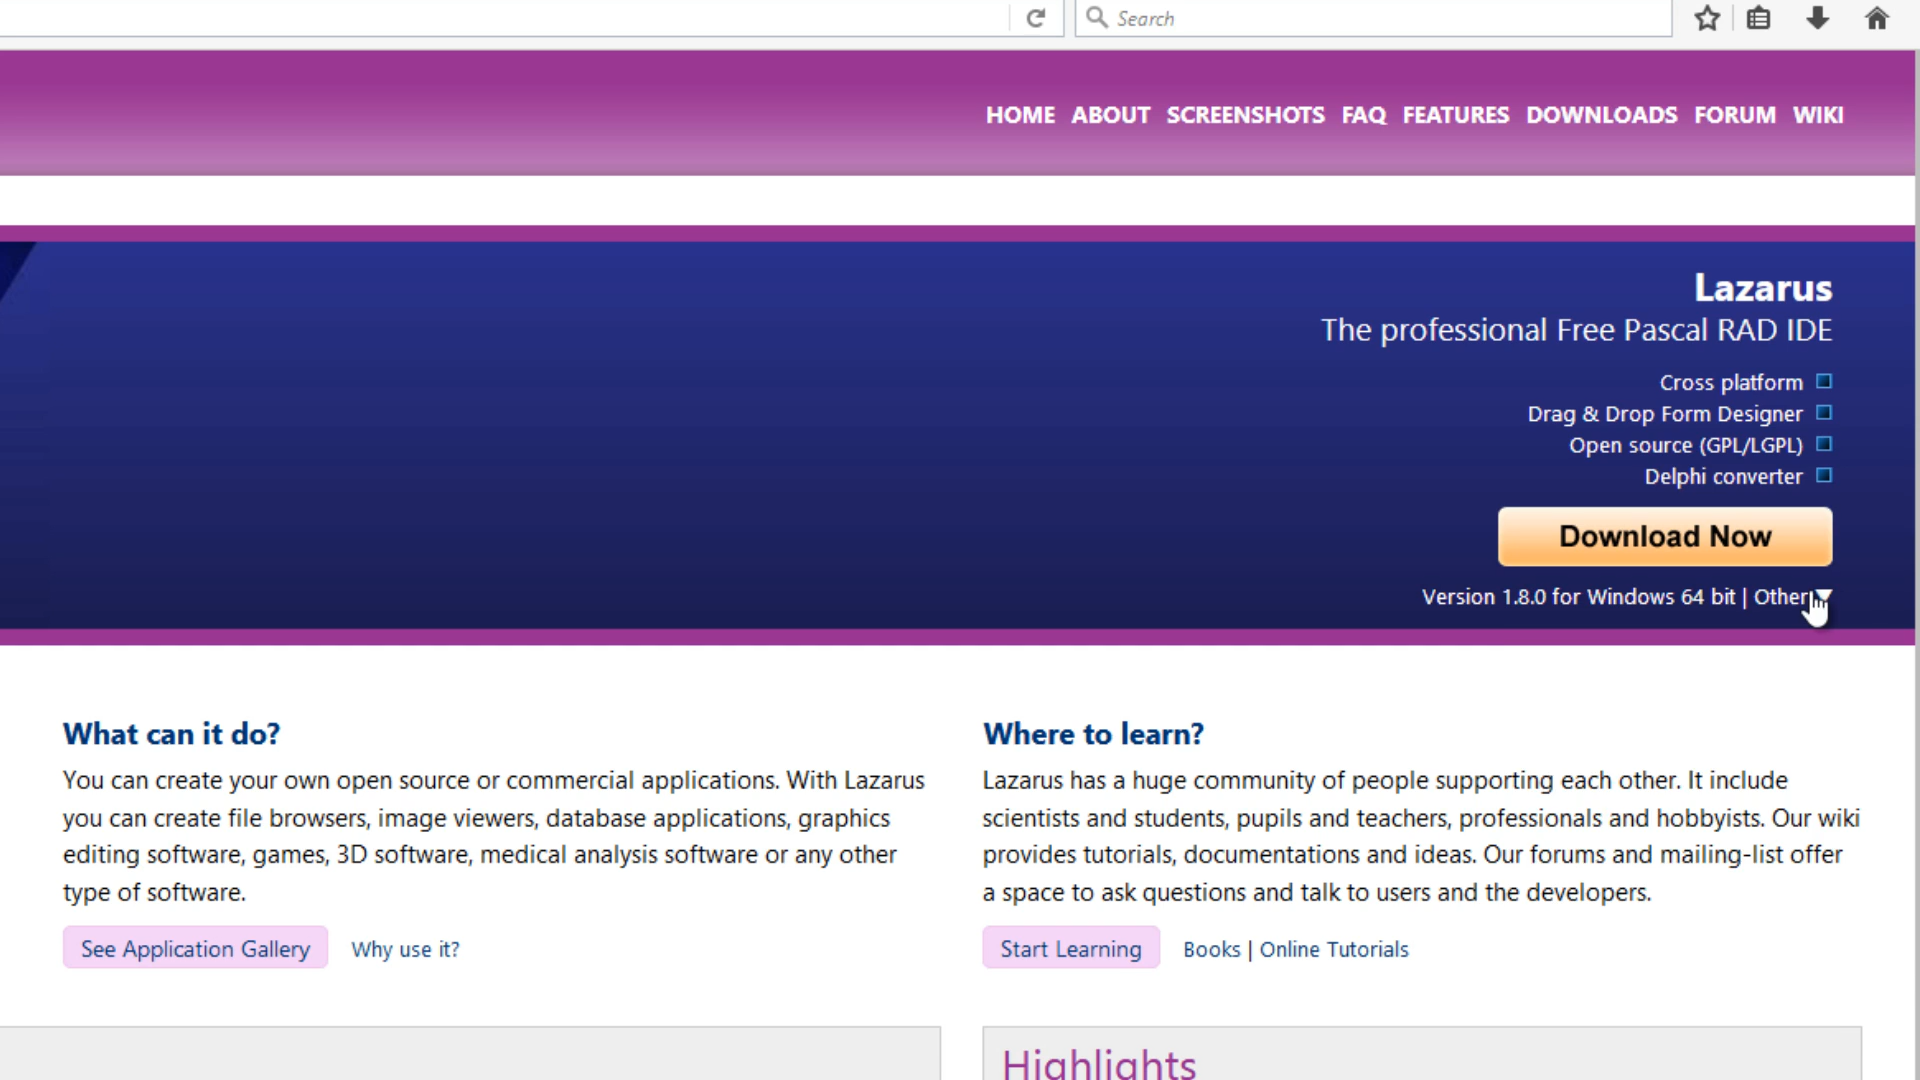 Search
HOME ABOUT SCREENSHOTS FAQ FEATURES DOWNLOADS FORUM WIKI
Lazarus
The professional Free Pascal RAD IDE
Cross platform
Drag & Drop Form Designer
Open source (GPL/LGPL)
Delphi converter
Download Now
Version 1.8.0 for Windows 64 bit | Other
What can it do?
You can create your own open source or commercial applications. With Lazarus
you can create file browsers, image viewers, database applications, graphics
editing software, games, 3D software, medical analysis software or any other
type of software.
See Application Gallery Why use it?
Where to learn?
Lazarus has a huge community of people supporting each other. It include
scientists and students, pupils and teachers, professionals and hobbyists. Our wiki
provides tutorials, documentations and ideas. Our forums and mailing-list offer
a space to ask questions and talk to users and the developers.
Start Learning Books | Online Tutorials
Highlights